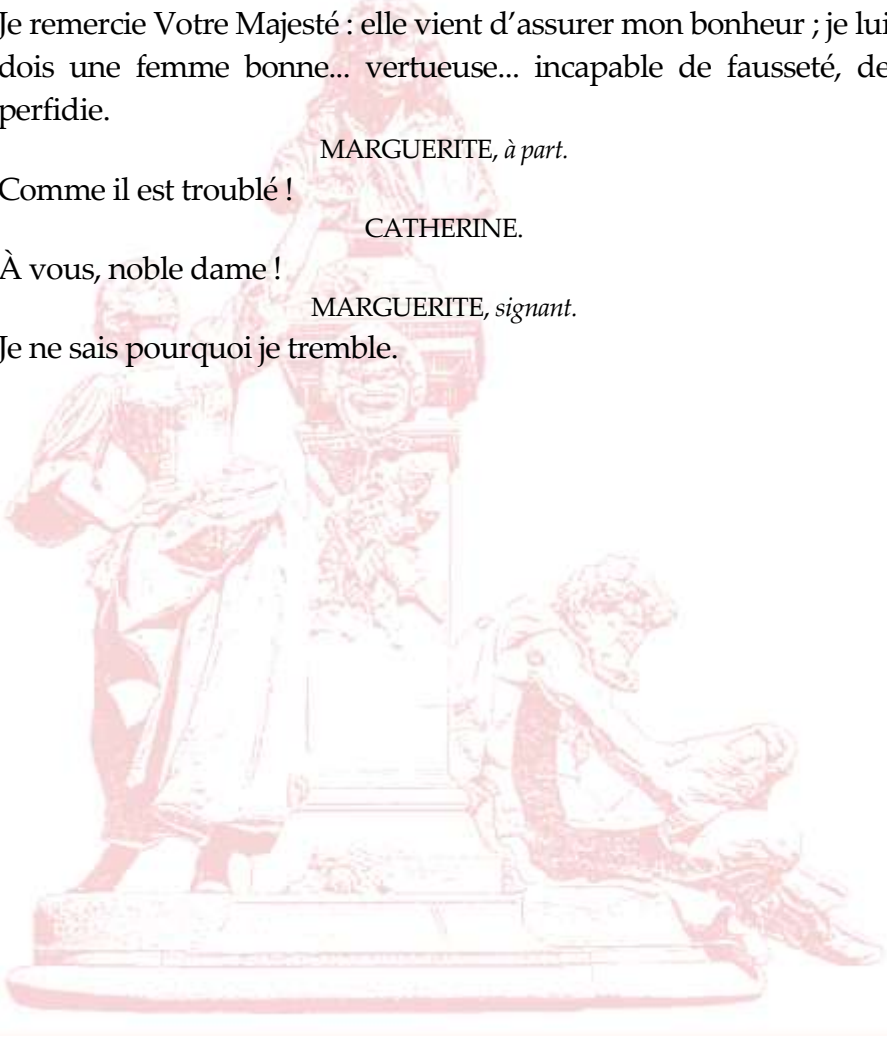 Je remercie Votre Majesté : elle vient d’assurer mon bonheur ; je lui
dois une femme bonne... vertueuse... incapable de fausseté, de
perfidie.
MARGUERITE, à part.
Comme il est troublé !
CATHERINE.
À vous, noble dame !
MARGUERITE, signant.
Je ne sais pourquoi je tremble.